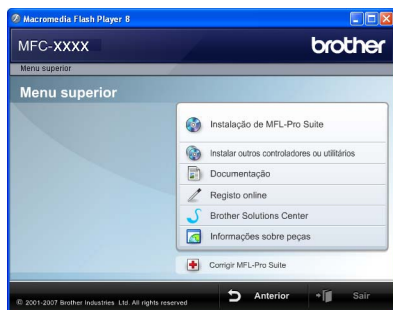 Macromedia Flash Player 8
MFC-XXXX
brother
Menu superior
Menu superior
Instalação de MFL-Pro Suite
Instalar outros controladores ou utilitários
Documentação
Registo online
Brother Solutions Center
Informações sobre peças
Corrigir MFL-Pro Suite
© 2001-2007 Brother Industries Ltd. All rights reserved
Anterior
Sair